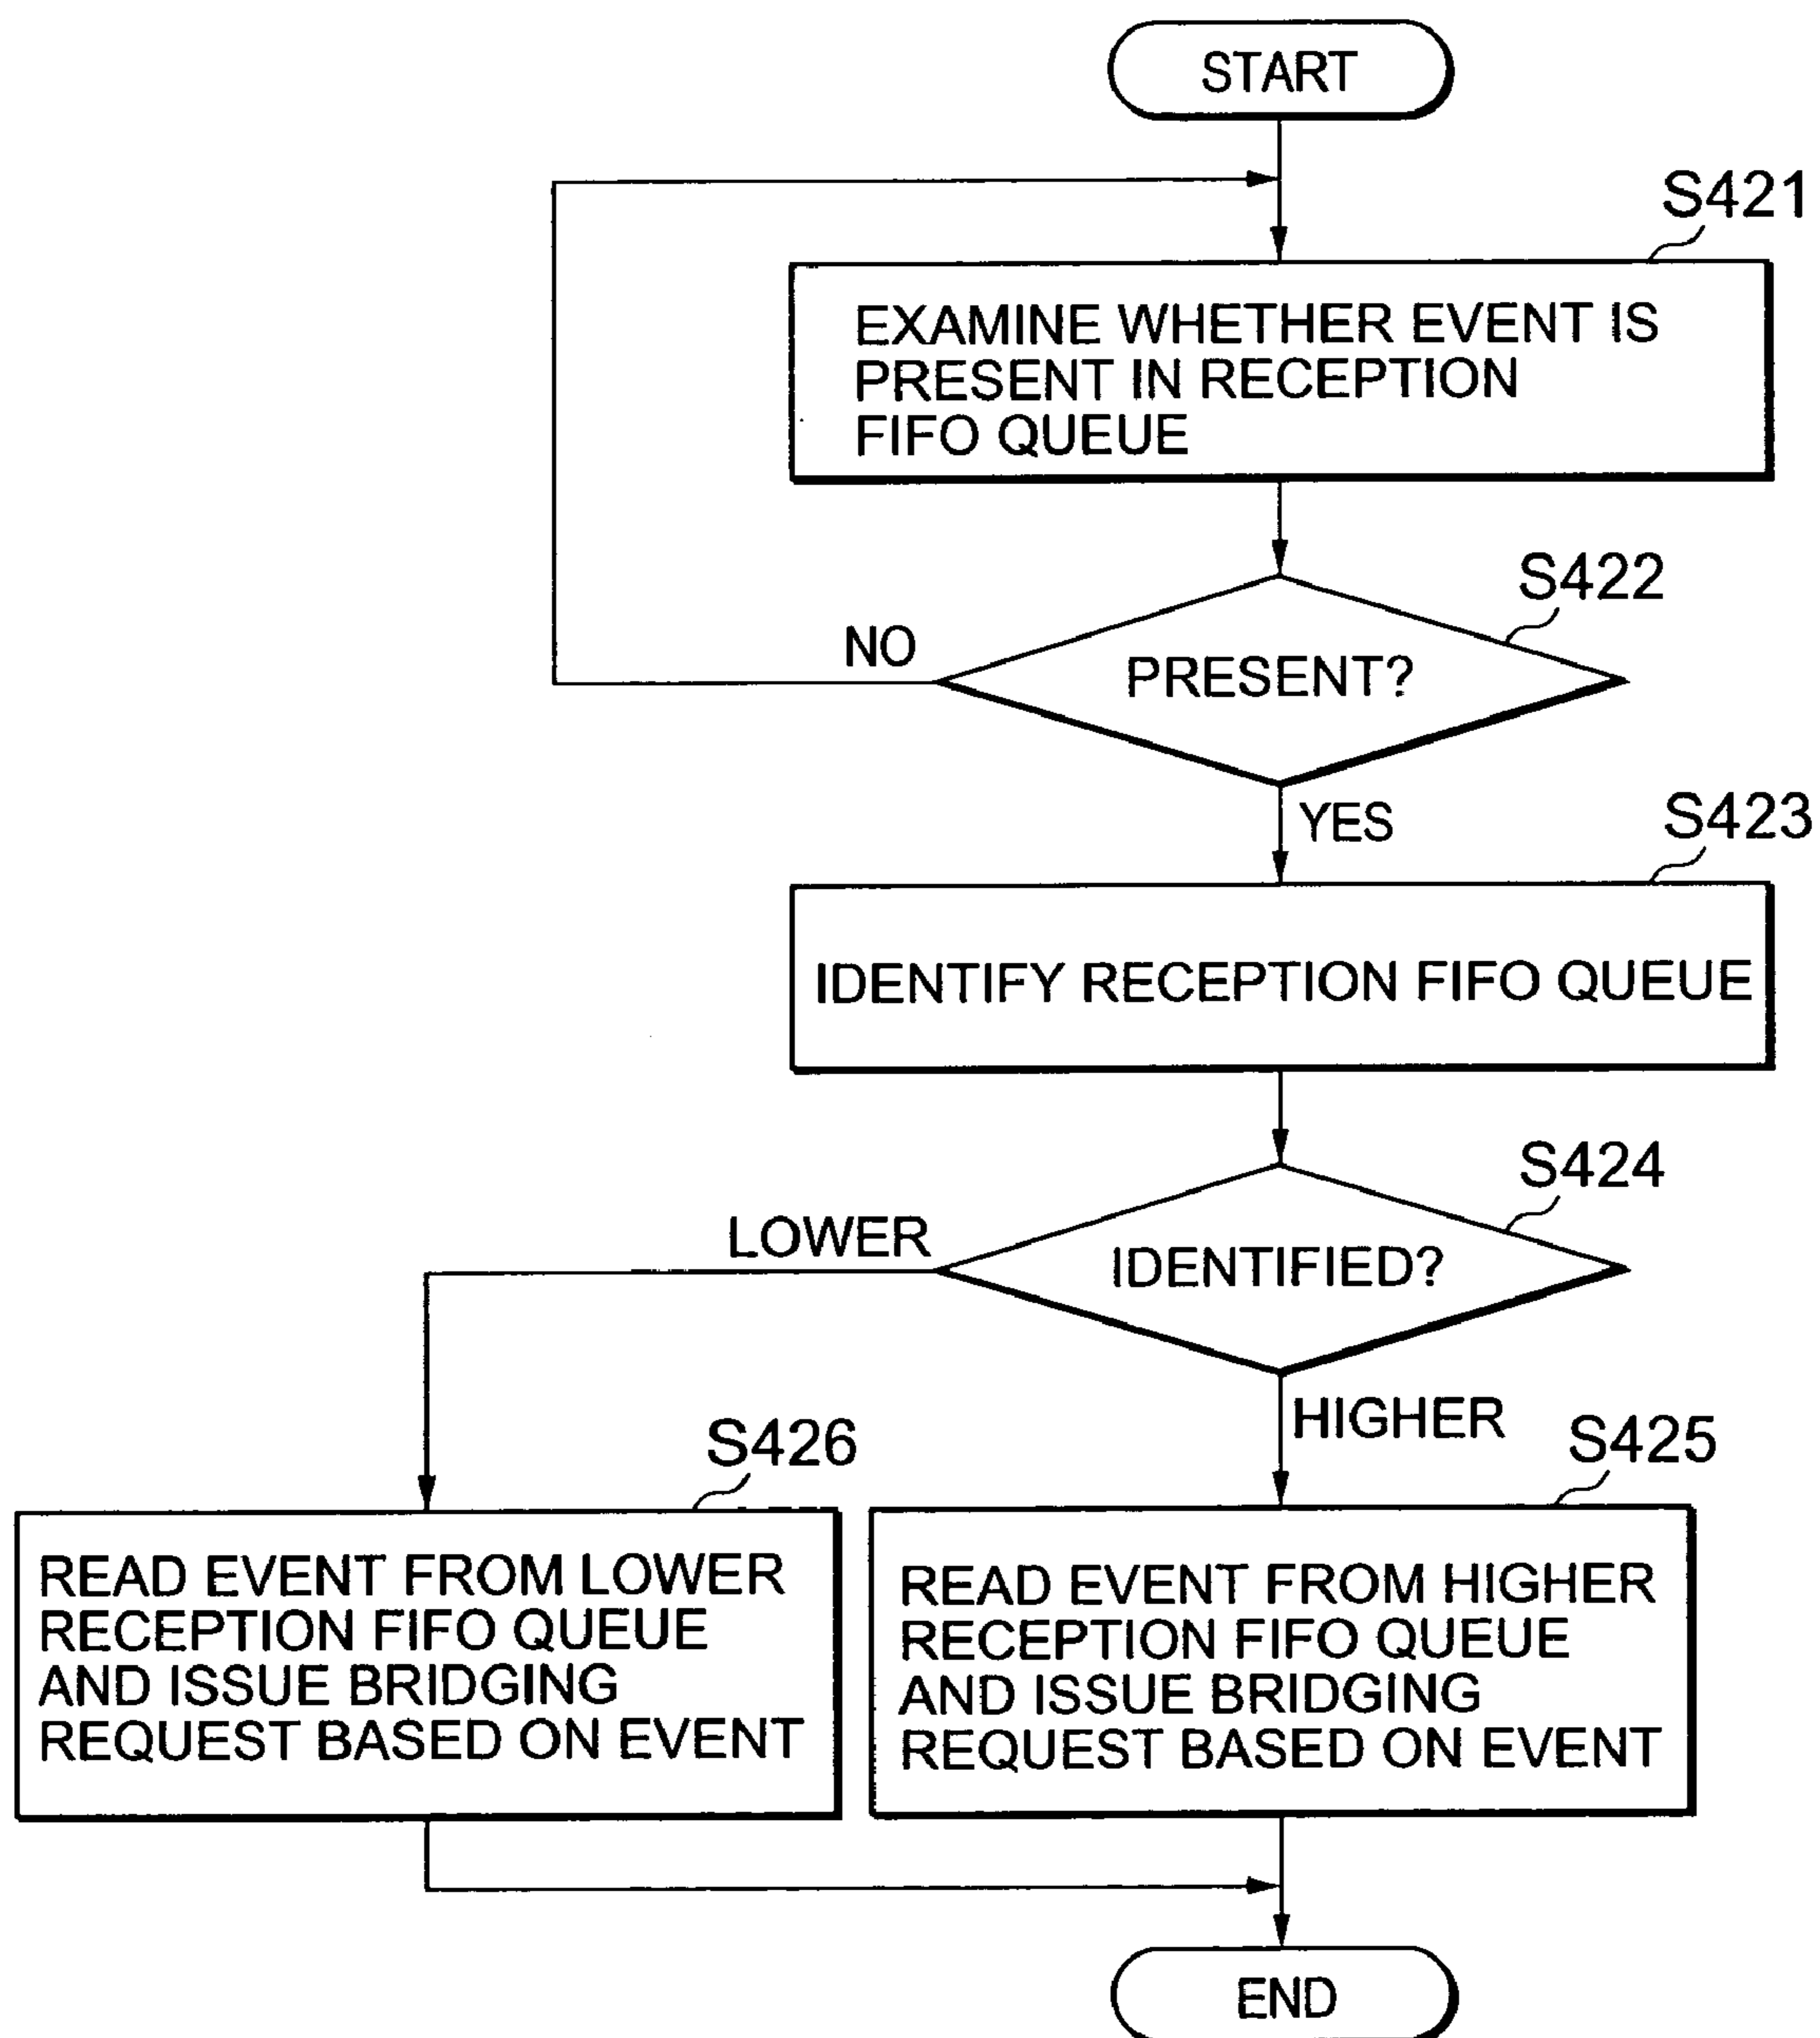 START
S421
EXAMINE WHETHER EVENT IS
PRESENT IN RECEPTION
FIFO QUEUE
S422
NO
PRESENT?
YES
S423
IDENTIFY RECEPTION FIFO QUEUE
S424
LOWER
IDENTIFIED?
HIGHER
S426
S425
READ EVENT FROM LOWER
RECEPTION FIFO QUEUE
AND ISSUE BRIDGING
REQUEST BASED ON EVENT
READ EVENT FROM HIGHER
RECEPTION FIFO QUEUE
AND ISSUE BRIDGING
REQUEST BASED ON EVENT
END